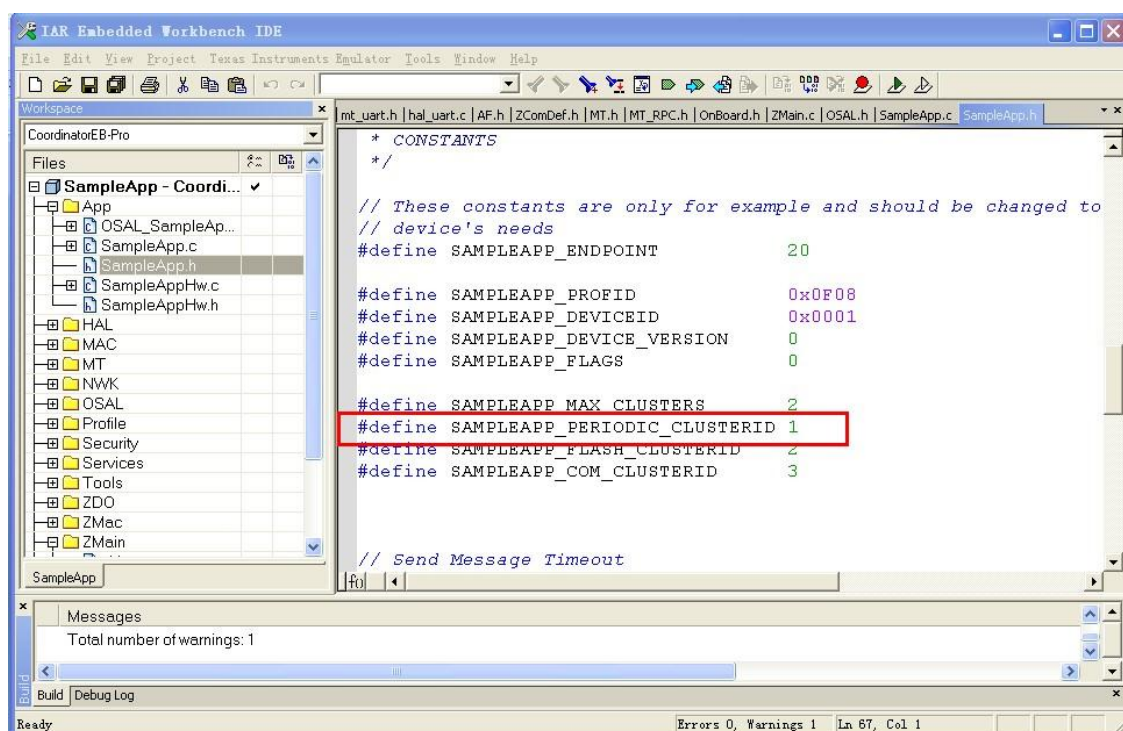 IAR Embedded Workbench IDE
File Edit View Project Texas Instruments Emulator Tools Window Help
Workspace
mt_uart.h | hal_uart.c | AF.h | ZComDef.h | MT.h | MT_RPC.h | OnBoard.h | ZMain.c | OSAL.h | SampleApp.c SampleApp.h
CoordinatorEB-Pro
Files
SampleApp - Coordi...
App
OSAL_SampleAp...
SampleApp.c
SampleApp.h
SampleAppHw.c
SampleAppHw.h
HAL
MAC
MT
NWK
OSAL
Profile
Security
Services
Tools
ZDO
ZMac
ZMain
SampleApp
* CONSTANTS
*/
// These constants are only for example and should be changed to
// device's needs
#define SAMPLEAPP_ENDPOINT 20
#define SAMPLEAPP_PROFID 0x0F08
#define SAMPLEAPP_DEVICEID 0x0001
#define SAMPLEAPP_DEVICE_VERSION 0
#define SAMPLEAPP_FLAGS 0
#define SAMPLEAPP_MAX_CLUSTERS 2
#define SAMPLEAPP_PERIODIC_CLUSTERID 1
#define SAMPLEAPP_FLASH_CLUSTERID 2
#define SAMPLEAPP_COM_CLUSTERID 3
// Send Message Timeout
f()
Messages
Total number of warnings: 1
Build
Build Debug Log
Ready Errors 0, Warnings 1 Ln 67, Col 1